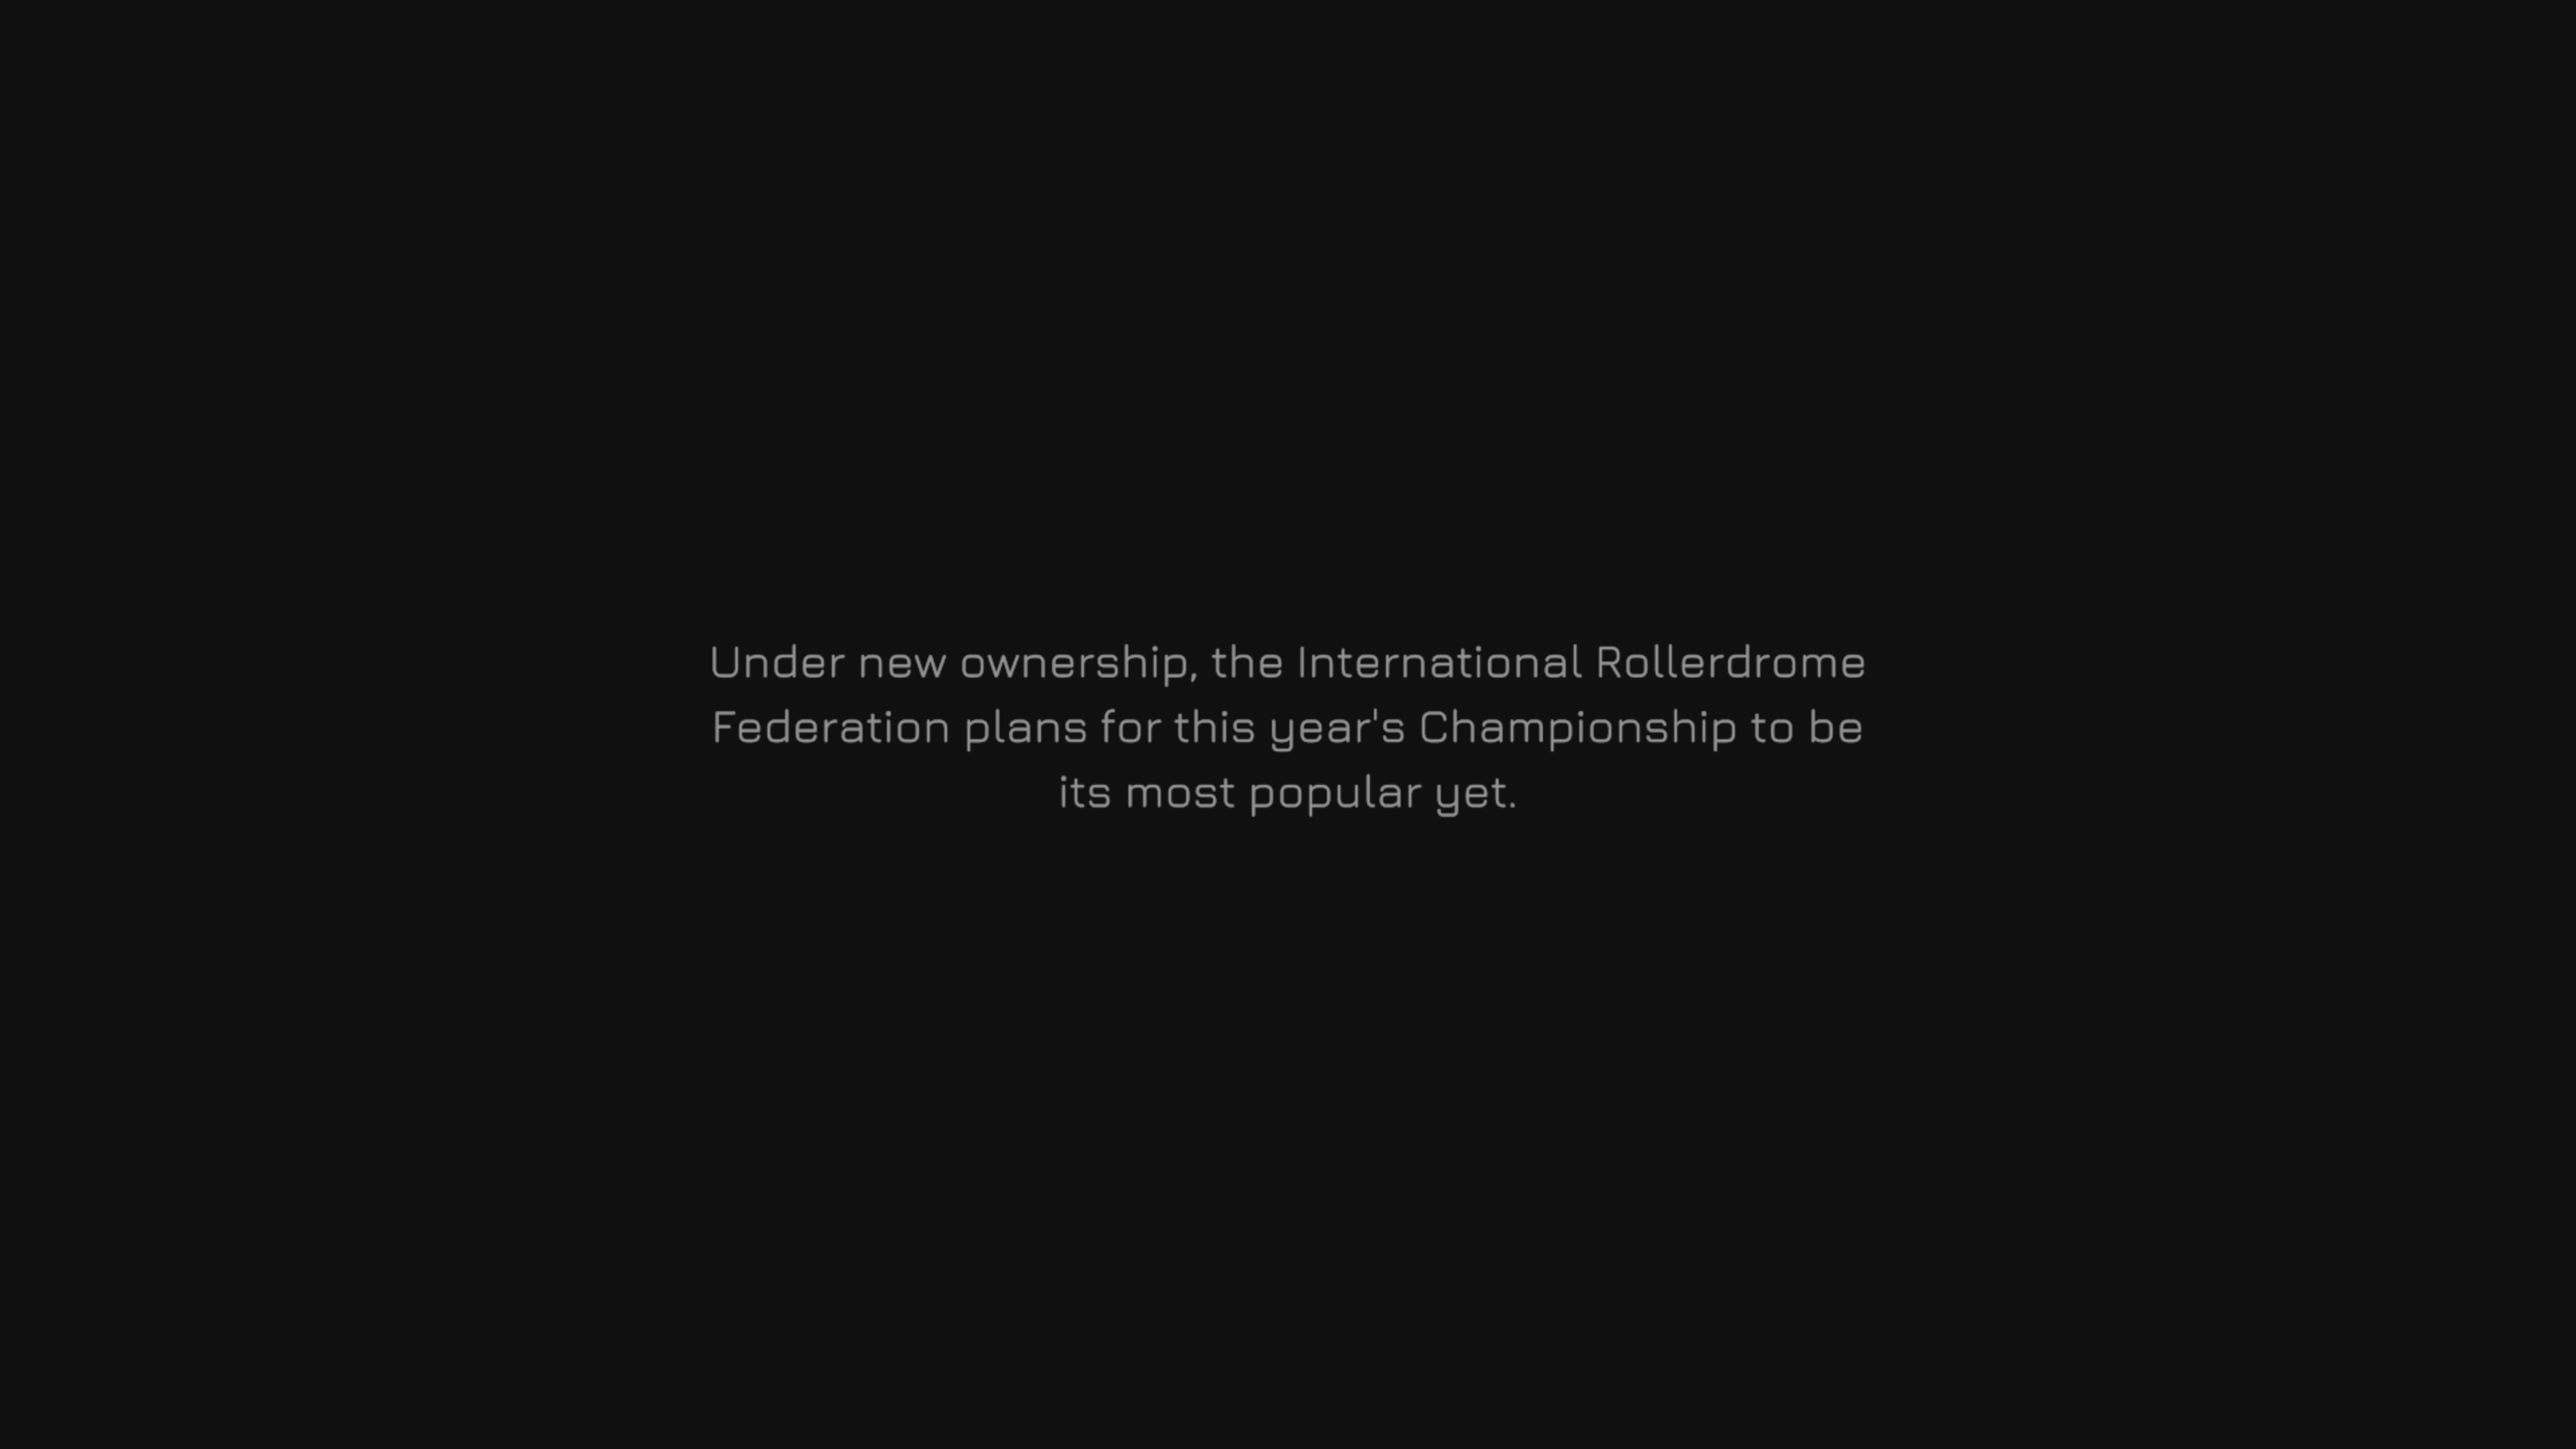 Under new ownership, the International Rollerdrome
Federation plans for this year's Championship to be
its most popular yet.